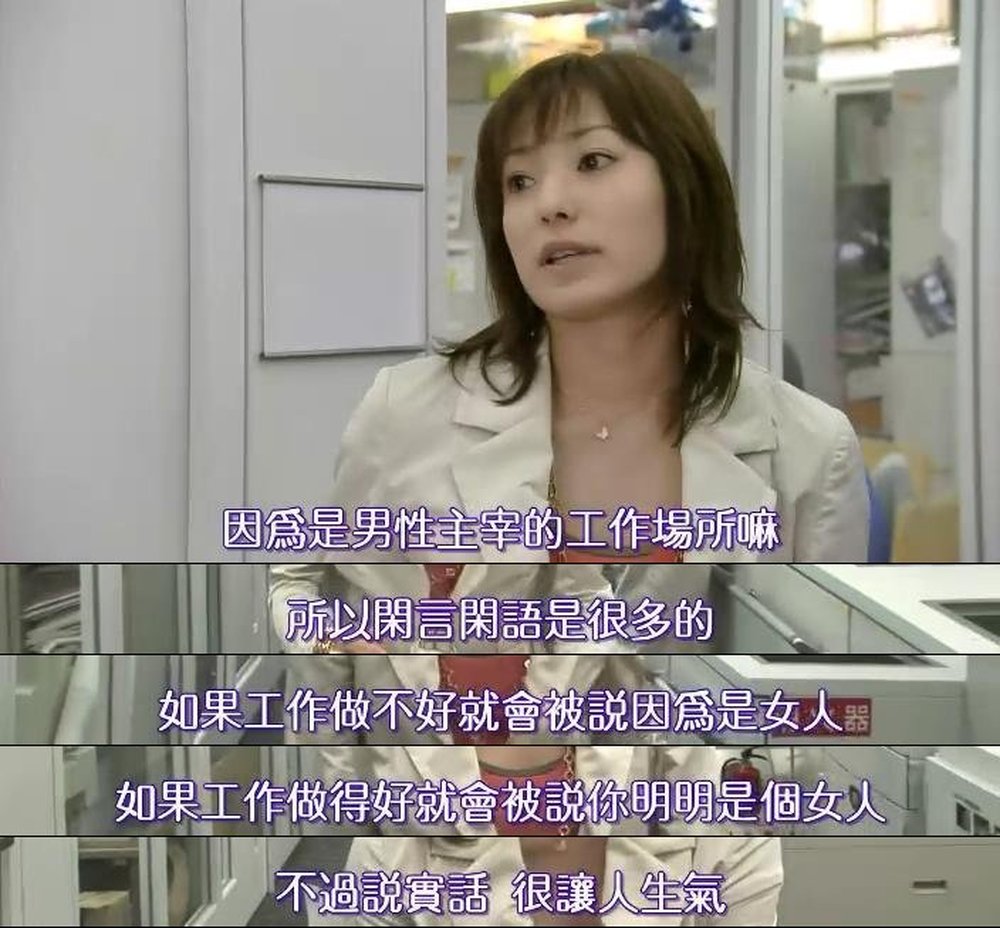 因爲是男性主宰的工作場所嘛
所以閑言閑語是很多的
如果工作做不好就會被説因爲是女人
器
如果工作做得好就會被説你明明是個女人
不過説實話 很讓人生氣